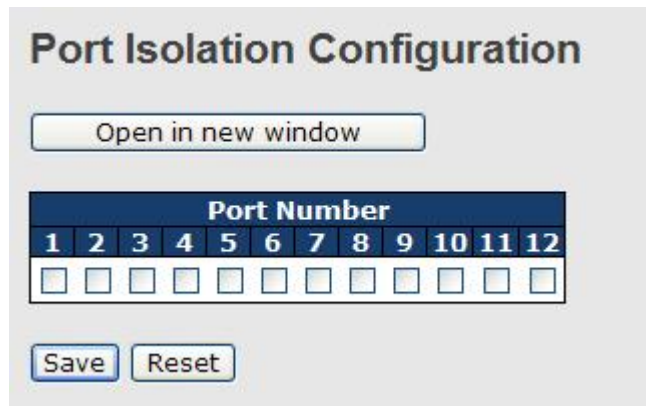 Port Isolation Configuration
Open in new window
Port Number
1 2 3 4 5 6 7 8 9 10 11 12
Save Reset